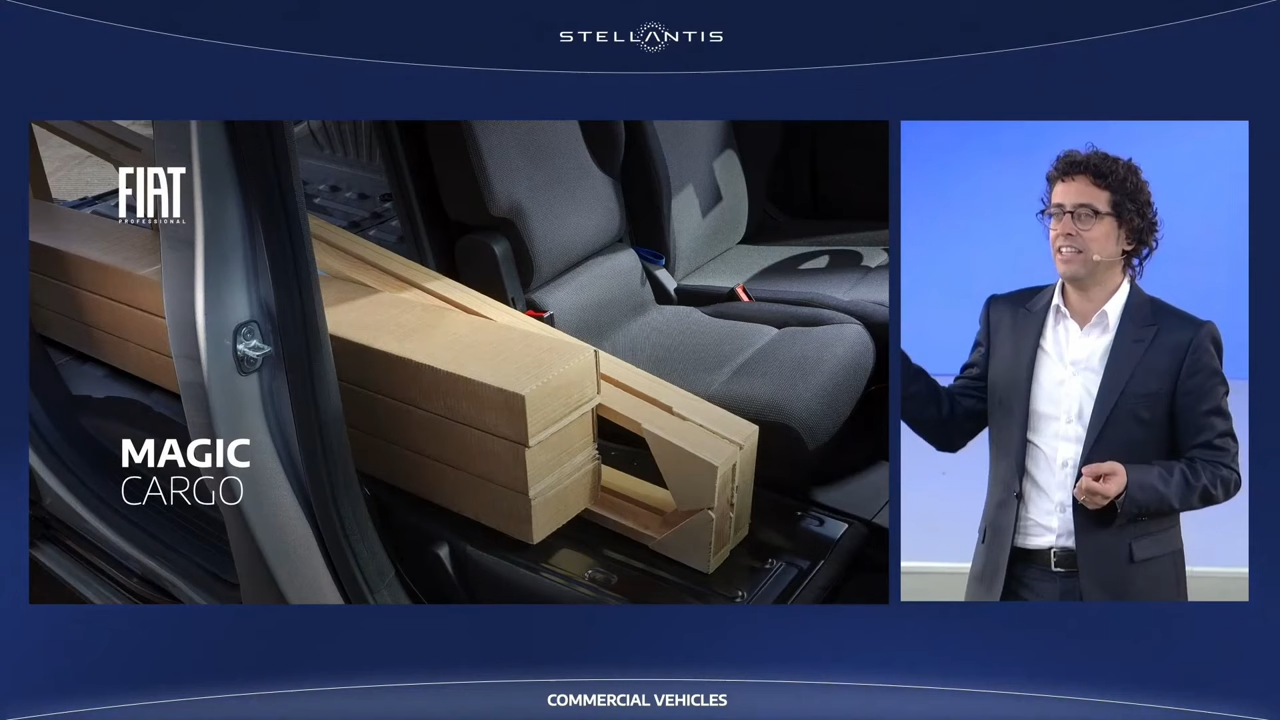 STELLANTIS
FIAT
PROFESSIONAL
MAGIC
CARGO
COMMERCIAL VEHICLES